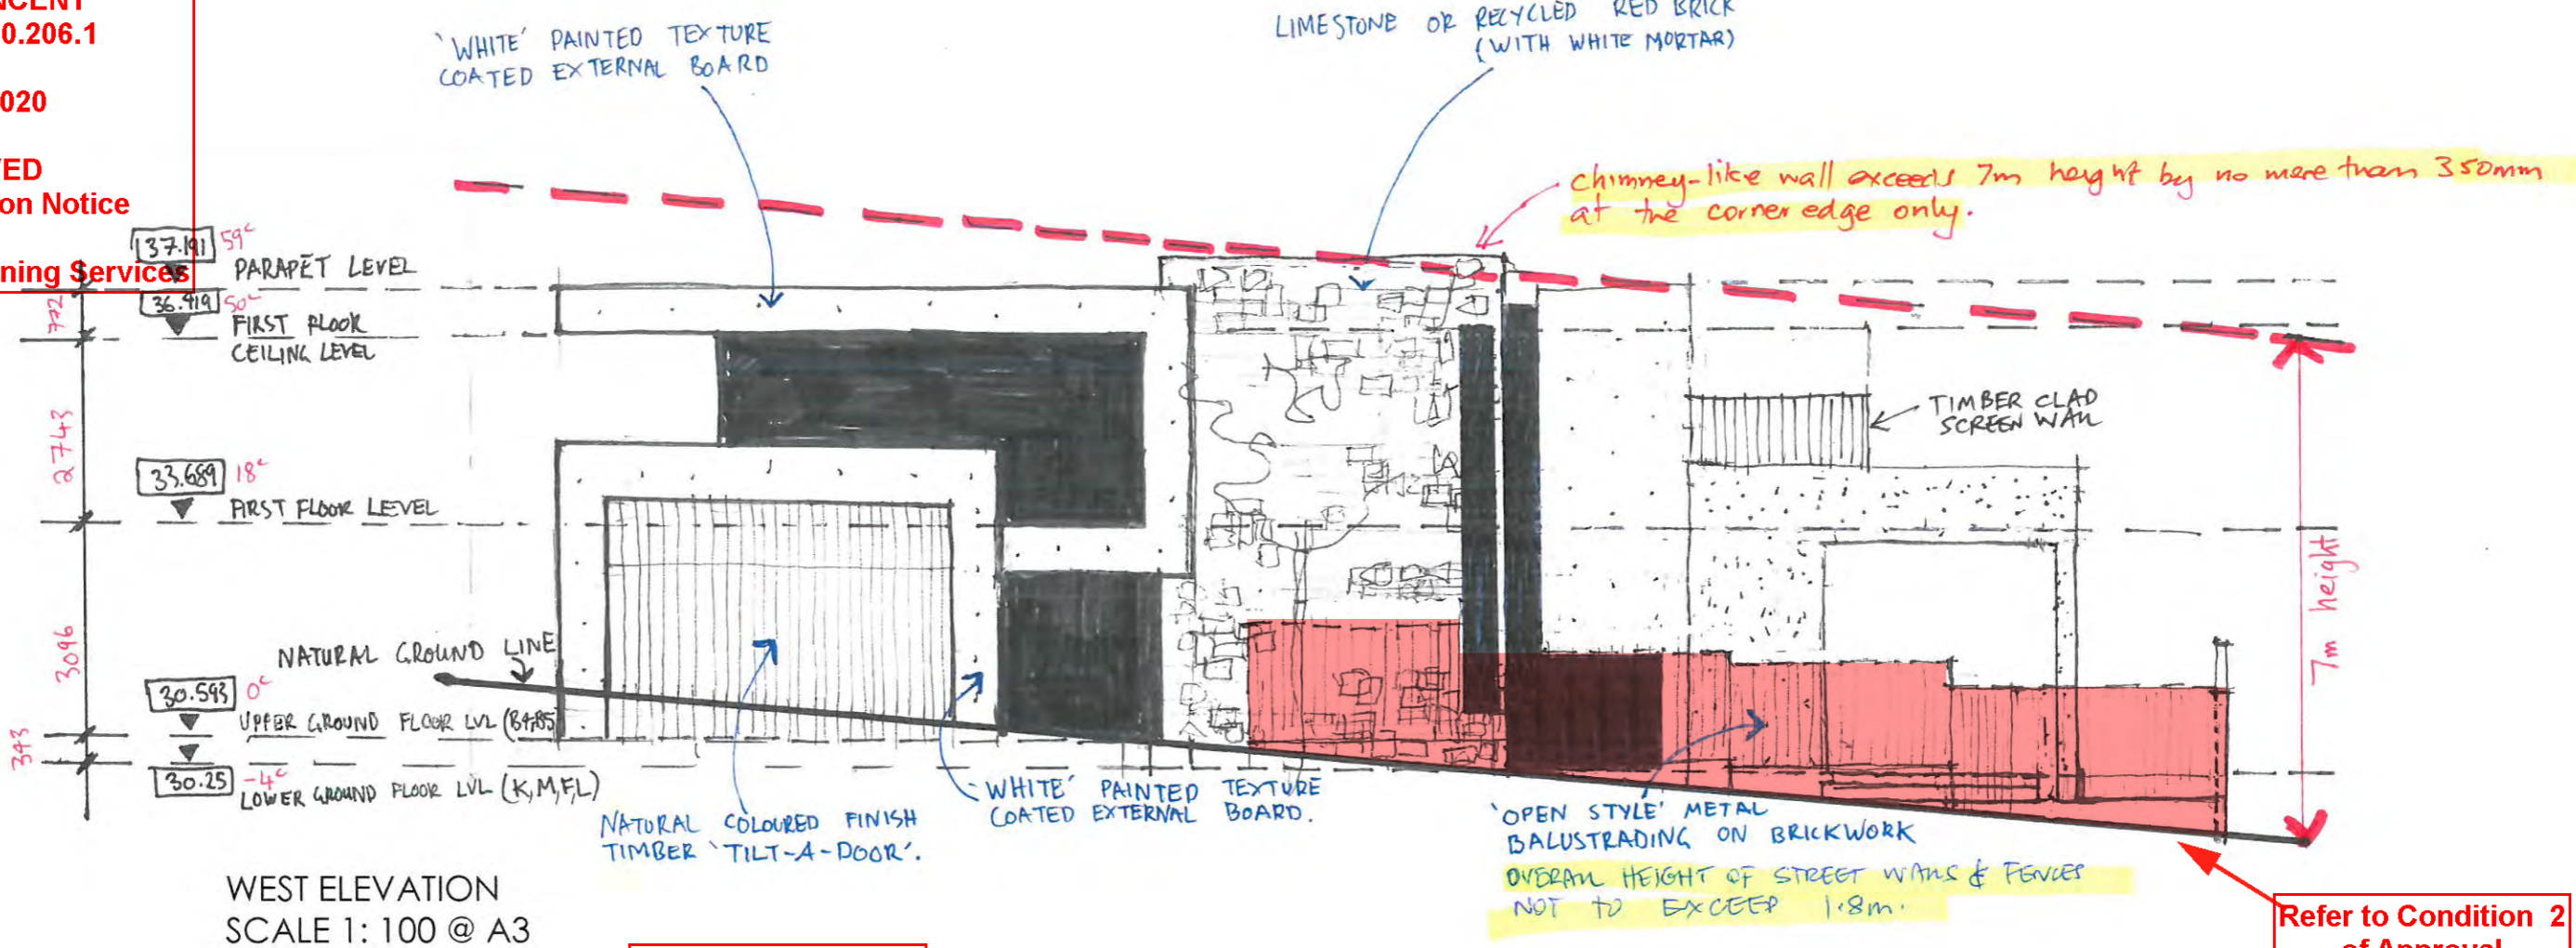 0.206.1
020
on Notice
ning Services
'WHITE' PAINTED TEXTURE
COATED EXTERNAL BOARD
LIMESTONE OR RECYCLED RED BRICK
(WITH WHITE MORTAR)
chimney-like wall exceeds 7m height by no more than 350mm
at the corner edge only.
37.191 59c
PARAPET LEVEL
36.419 50c
FIRST FLOOR
CEILING LEVEL
772
2743
33.689 18c
FIRST FLOOR LEVEL
3096
NATURAL GROUND LINE
30.593 0c
UPPER GROUND FLOOR LVL (B4,B5)
343
30.25 -4c
LOWER GROUND FLOOR LVL (K,M,F,L)
TIMBER CLAD
SCREEN WALL
7m height
NATURAL COLOURED FINISH
TIMBER 'TILT-A-DOOR'.
'WHITE' PAINTED TEXTURE
COATED EXTERNAL BOARD.
'OPEN STYLE' METAL
BALUSTRADING ON BRICKWORK
OVERALL HEIGHT OF STREET WALLS & FENCES
NOT TO EXCEED 1.8m.
WEST ELEVATION
SCALE 1: 100 @ A3
Refer to Condition 2
of Approval